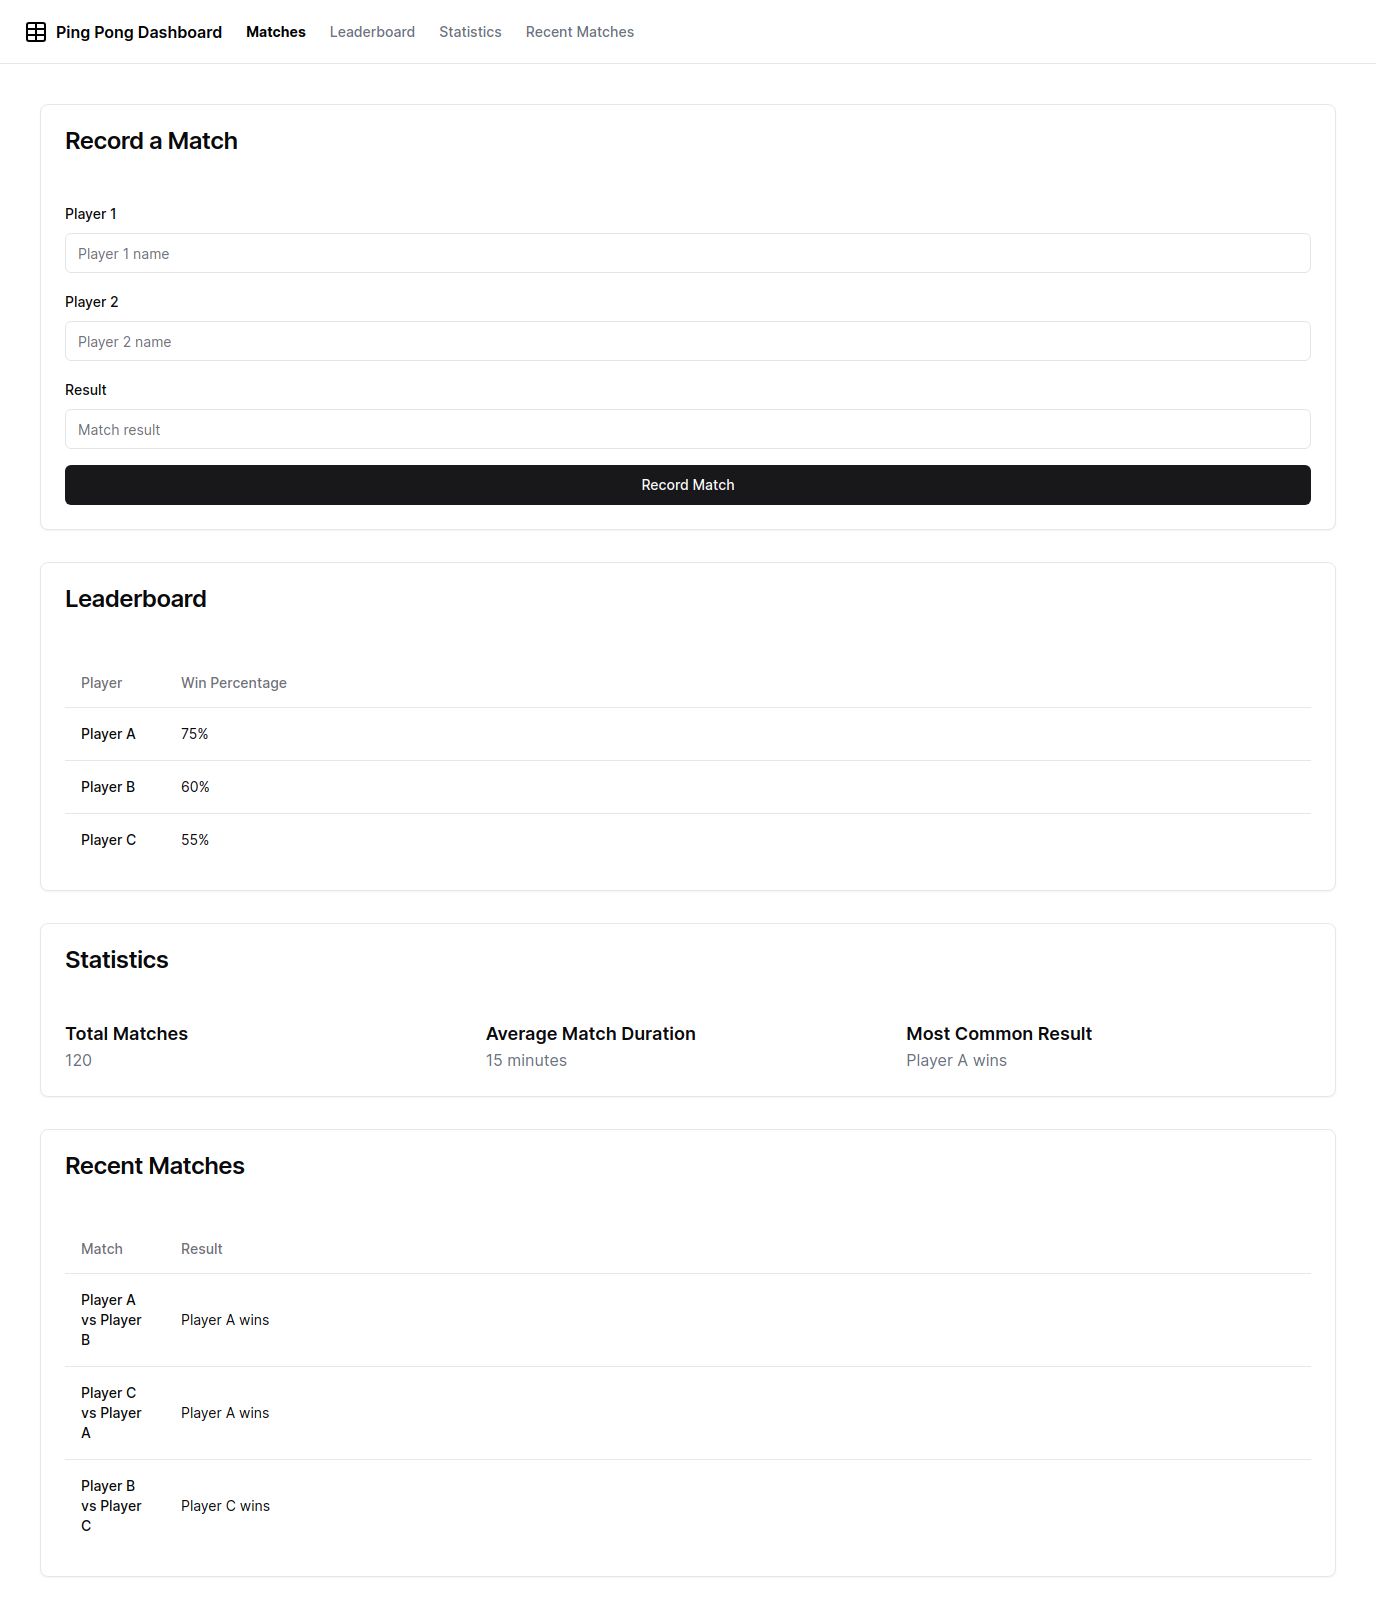 Ping Pong Dashboard Matches Leaderboard Statistics Recent Matches
Record a Match
Player 1
Player 1 name
Player 2
Player 2 name
Result
Match result
Record Match
Leaderboard
Player Win Percentage
Player A 75%
Player B 60%
Player C 55%
Statistics
Total Matches Average Match Duration Most Common Result
120 15 minutes Player A wins
Recent Matches
Match Result
Player A
vs Player Player A wins
B
Player C
vs Player Player A wins
A
Player B
vs Player Player C wins
C